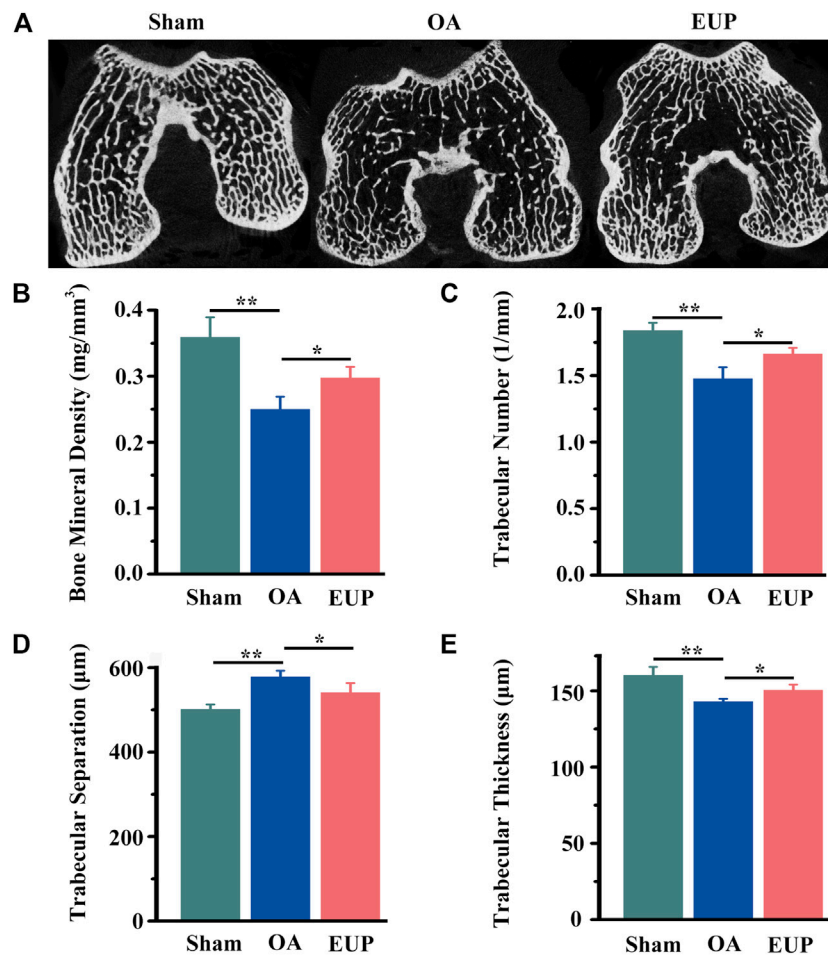 A
Sham OA EUP
B
Bone Mineral Density (mg/mm³)
0.4
0.3
0.2
0.1
0.0
**
*
Sham OA EUP
C
Trabecular Number (1/mm)
2.0
1.5
1.0
0.5
0.0
**
*
Sham OA EUP
D
Trabecular Separation (μm)
600
400
200
0
**
*
Sham OA EUP
E
Trabecular Thickness (μm)
150
100
50
0
**
*
Sham OA EUP